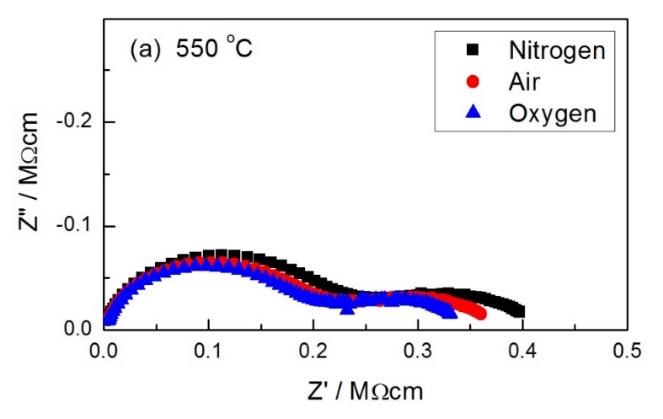 (a) 550 °C
Nitrogen
Air
Oxygen
Z" / MΩcm
-0.2
-0.1
0.0
0.0 0.1 0.2 0.3 0.4 0.5
Z' / MΩcm